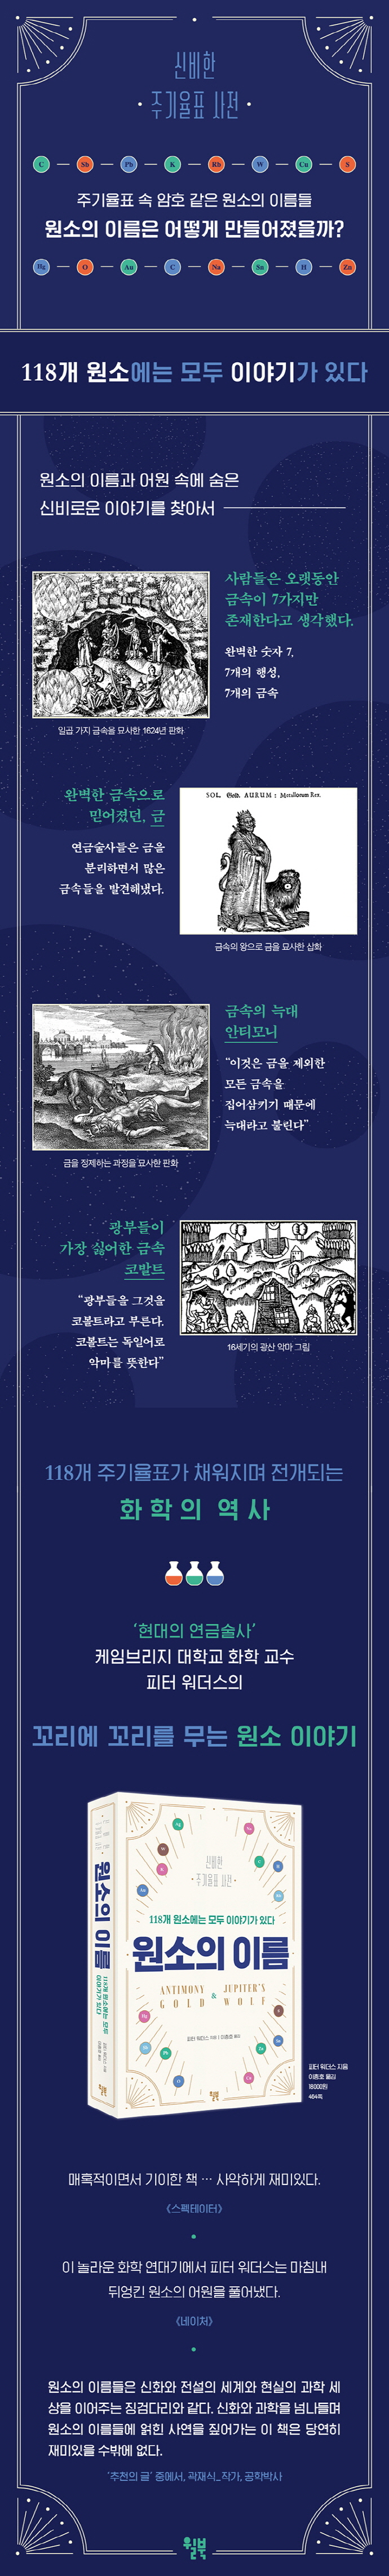 신비한
주기율표 사전
C Sb Pb K Rb W Cu S
주기율표 속 암호 같은 원소의 이름들
원소의 이름은 어떻게 만들어졌을까?
Hg O Au C Na Sn H Zn
118개 원소에는 모두 이야기가 있다
원소의 이름과 어원 속에 숨은
신비로운 이야기를 찾아서
사람들은 오랫동안
금속이 7가지만
존재한다고 생각했다.
완벽한 숫자 7,
7개의 행성,
7개의 금속
일곱 가지 금속을 묘사한 1624년 판화
완벽한 금속으로
믿어졌던, 금
연금술사들은 금을
분리하면서 많은
금속들을 발견해냈다.
SOL. Gold. AURUM: Metallorum Rex.
금속의 왕으로 금을 묘사한 삽화
금속의 늑대
안티모니
“이것은 금을 제외한
모든 금속을
집어삼키기 때문에
늑대라고 불린다”
금을 정제하는 과정을 묘사한 판화
광부들이
가장 싫어한 금속
코발트
“광부들을 그것을
코볼트라고 부른다.
코볼트는 독일어로
악마를 뜻한다”
16세기의 광산 악마 그림
118개 주기율표가 채워지며 전개되는
화학의 역사
‘현대의 연금술사’
케임브리지 대학교 화학 교수
피터 워더스의
꼬리에 꼬리를 무는 원소 이야기
신비한
주기율표 사전
118개 원소에는 모두 이야기가 있다
원소의 이름
ANTIMONY & JUPITER'S
GOLD WOLF
피터 워더스 지음 | 이충호 옮김
윌북
원소의 이름
118개 원소에는 모두 이야기가 있다
피터 워더스 지음
이충호 옮김
18000원
464쪽
매혹적이면서 기이한 책 … 사악하게 재미있다.
《스펙테이터》
이 놀라운 화학 연대기에서 피터 워더스는 마침내
뒤엉킨 원소의 어원을 풀어냈다.
《네이처》
원소의 이름들은 신화와 전설의 세계와 현실의 과학 세
상을 이어주는 징검다리와 같다. 신화와 과학을 넘나들며
원소의 이름들에 얽힌 사연을 짚어가는 이 책은 당연히
재미있을 수밖에 없다.
‘추천의 글’ 중에서, 곽재식_작가, 공학박사
윌북